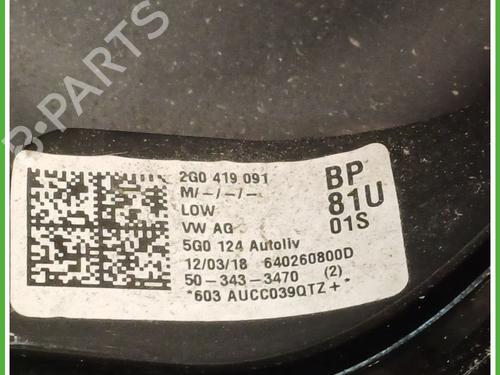 B-PARTS
2G0 419 091
M/-/-/-
LOW
VW AG
5G0 124 Autoliv
12/03/18 640260800D
50-343-3470 (2)
*603 AUCC039QTZ+*
BP
81U
01S